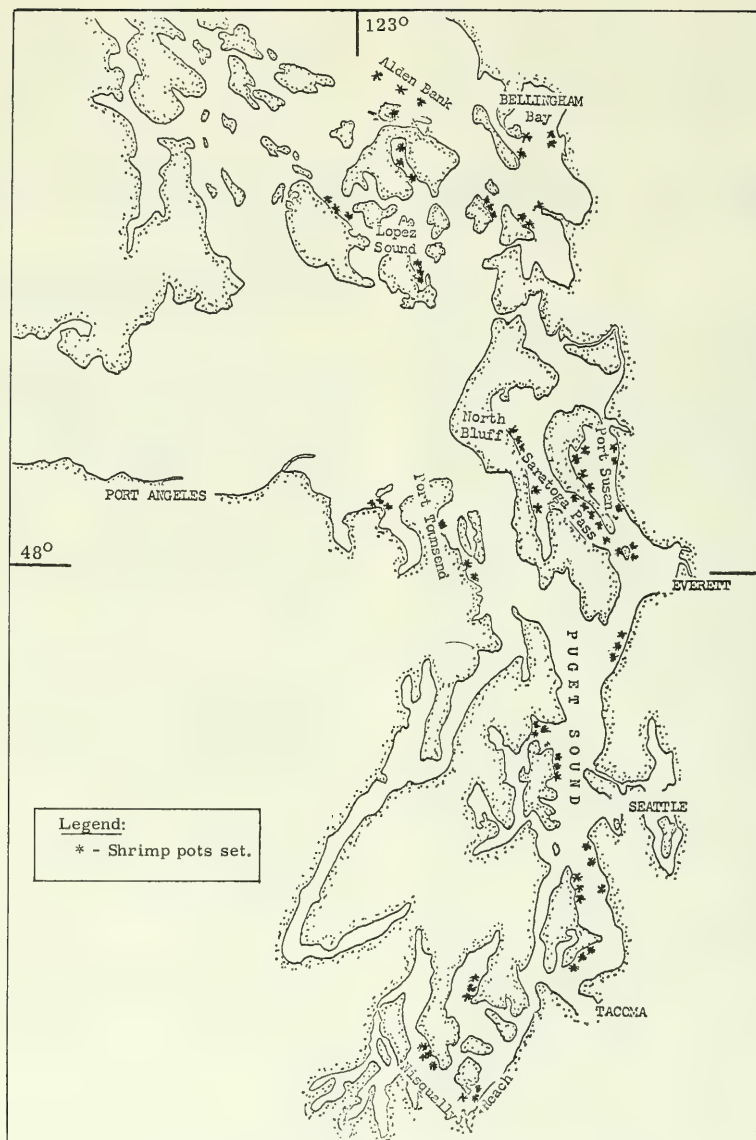 123°
Alden Bank
BELLINGHAM
Bay
Lopez
Sound
North
Bluff
Saratoga Pass
Port Susan
PORT ANGELES
Port Townsend
48°
EVERETT
PUGET SOUND
SEATTLE
Legend:
* - Shrimp pots set.
TACOMA
Nisqually Reach